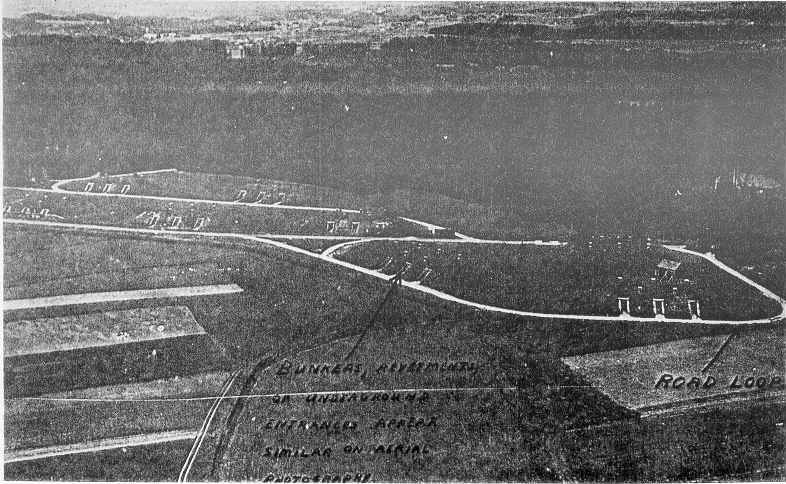 BUNKERS, REVETMENTS,
OR UNDERGROUND
ENTRANCES APPEAR
SIMILAR ON AERIAL
PHOTOGRAPHS
ROAD LOOP